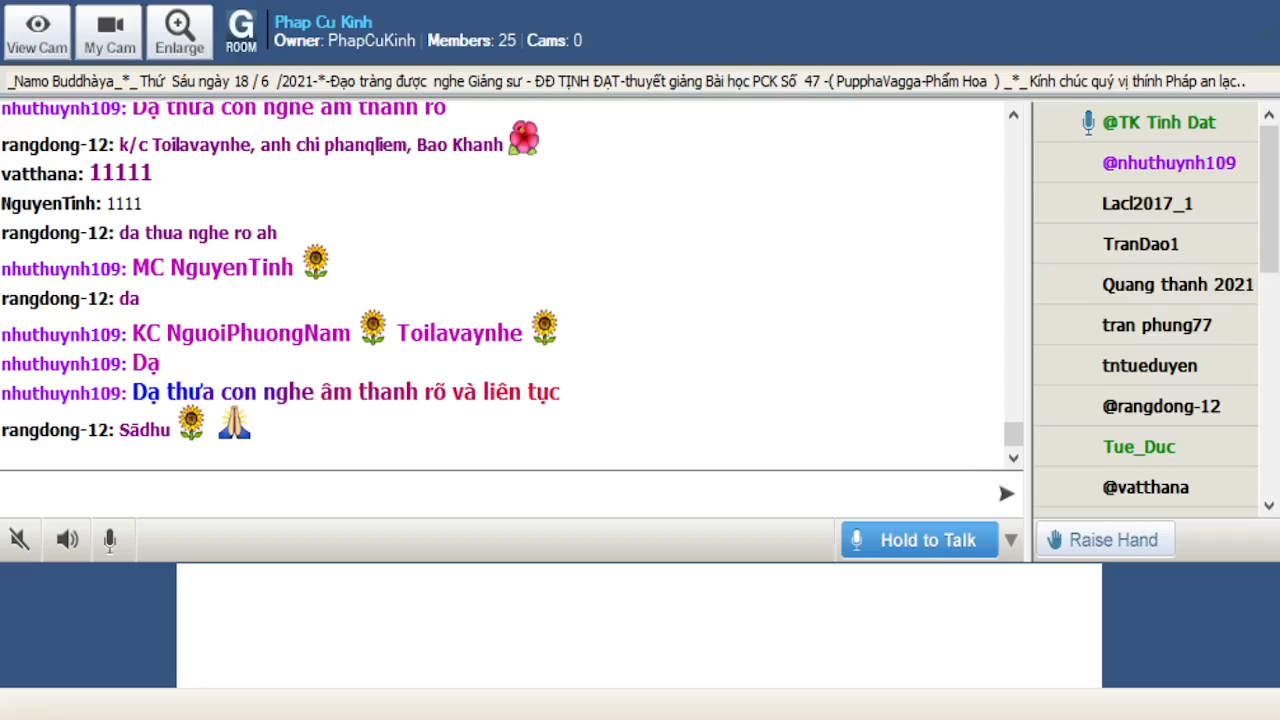 View Cam
My Cam
Enlarge
G
ROOM
Phap Cu Kinh
Owner: PhapCuKinh | Members: 25 | Cams: 0
_Namo Buddhàya_*_ Thứ Sáu ngày 18 / 6 /2021-*-Đạo tràng được nghe Giảng sư - ĐĐ TỊNH ĐẠT-thuyết giảng Bài học PCK Số 47 -( PupphaVagga-Phẩm Hoa ) _*_ Kính chúc quý vị thính Pháp an lạc..
nhuthuynh109: Dạ thưa con nghe âm thanh rõ
rangdong-12: k/c Toilavaynhe, anh chi phanqliem, Bao Khanh
vatthana: 11111
NguyenTinh: 1111
rangdong-12: da thua nghe ro ah
nhuthuynh109: MC NguyenTinh
rangdong-12: da
nhuthuynh109: KC NguoiPhuongNam Toilavaynhe
nhuthuynh109: Dạ
nhuthuynh109: Dạ thưa con nghe âm thanh rõ và liên tục
rangdong-12: Sādhu
@TK Tinh Dat
@nhuthuynh109
Lacl2017_1
TranDao1
Quang thanh 2021
tran phung77
tntueduyen
@rangdong-12
Tue_Duc
@vatthana
Hold to Talk
Raise Hand